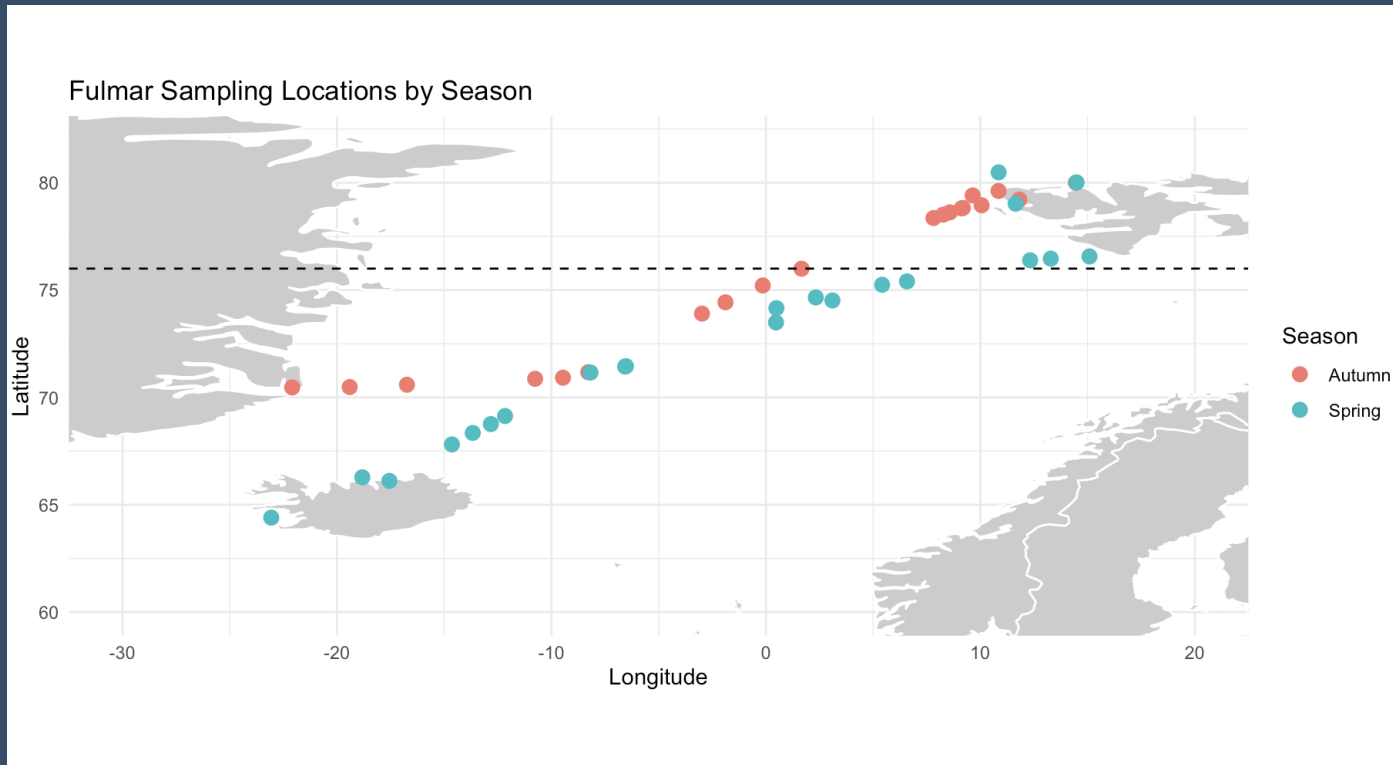 Fulmar Sampling Locations by Season
80
75
70
65
60
Latitude
-30 -20 -10 0 10 20
Longitude
Season
Autumn
Spring